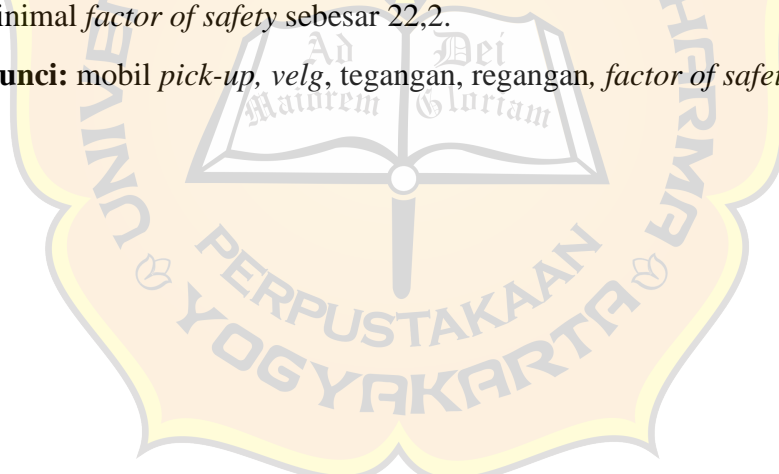 inimal factor of safety sebesar 22,2.
unci: mobil pick-up, velg, tegangan, regangan, factor of safe
Ad Dei
Maiorem Gloriam
PERPUSTAKAAN
YOGYAKARTA